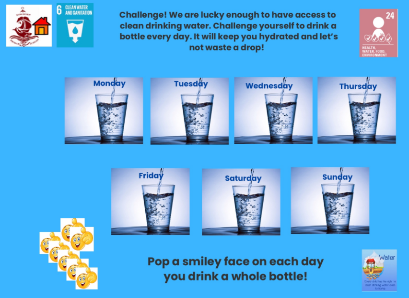 6 CLEAN WATER
AND SANITATION
Challenge! We are lucky enough to have access to
clean drinking water. Challenge yourself to drink a
bottle every day. It will keep you hydrated and let's
not waste a drop!
24
HEALTH,
Monday
Tuesday
Wednesday
Thursday
Friday
Saturday
Sunday
Pop a smiley face on each day
you drink a whole bottle!
Water